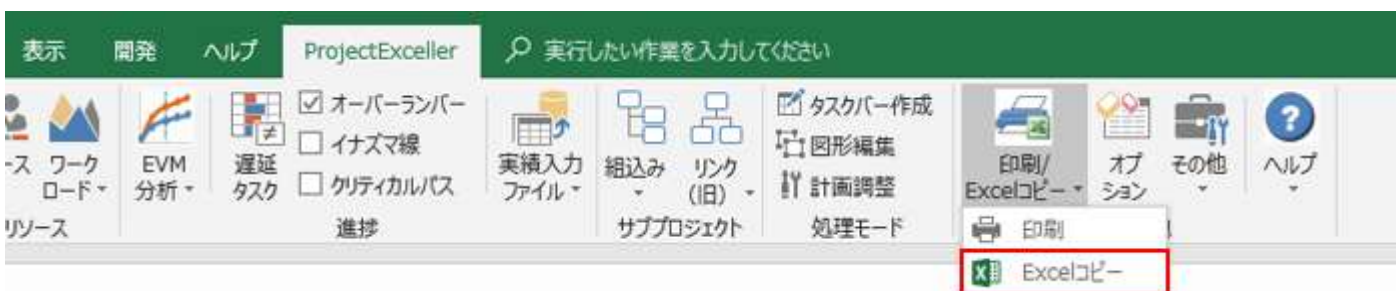 表示 開発 ヘルプ ProjectExceller 実行したい作業を入力してください
オーバーランバー タスクバー作成
イナズマ線 図形編集
ース ワークロード EVM分析 遅延タスク クリティカルパス 実績入力ファイル 組込み リンク(旧) 計画調整 印刷/Excelコピー オプション その他 ヘルプ
リソース 進捗 サブプロジェクト 処理モード
印刷
Excelコピー